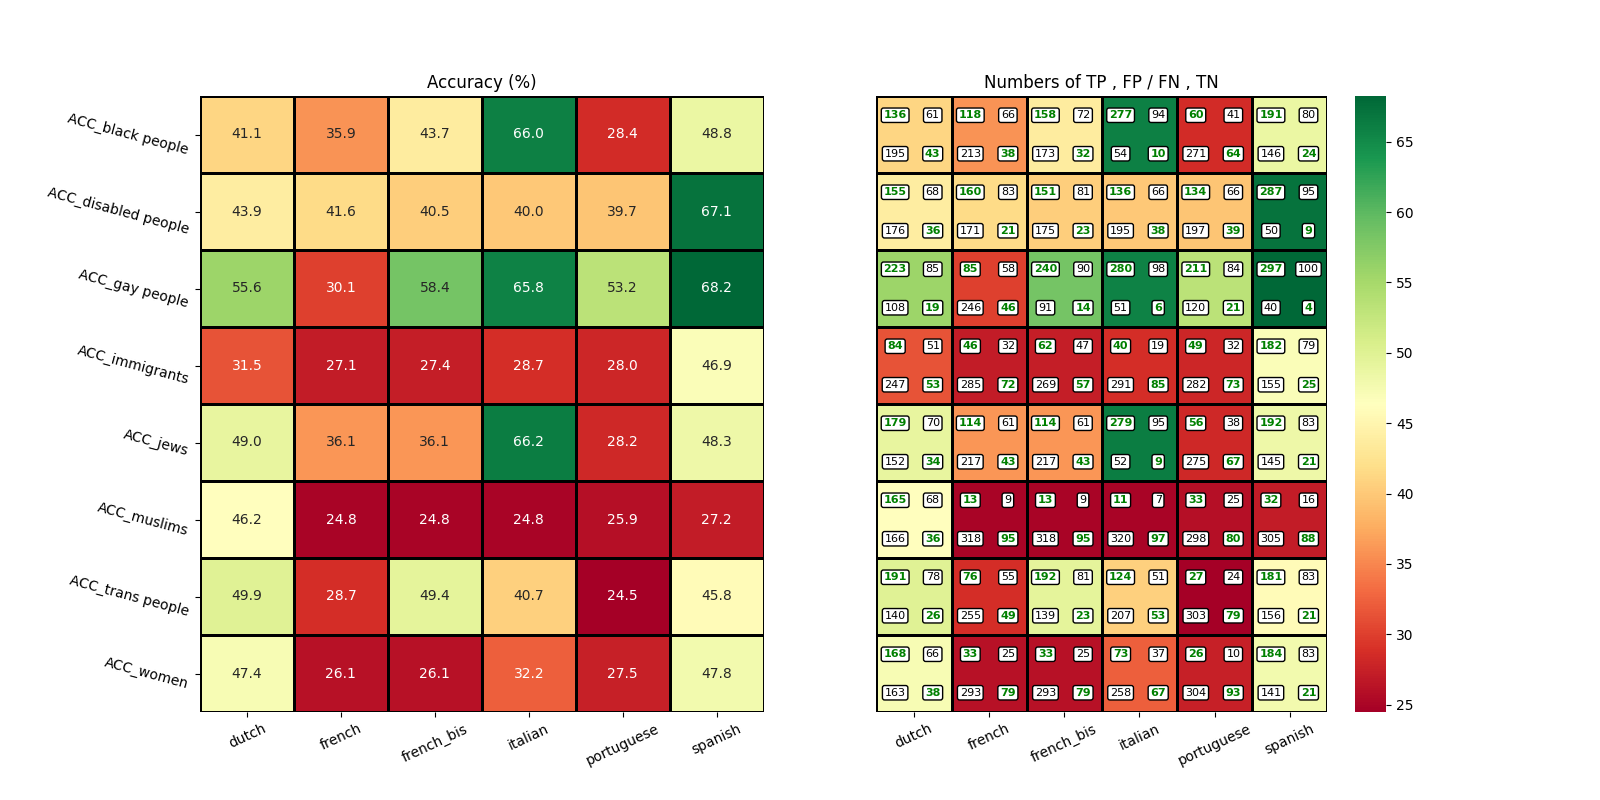 Accuracy (%)
Numbers of TP , FP / FN , TN
ACC_black people 41.1 35.9 43.7 66.0 28.4 48.8
136 61 118 66 158 72 277 94 60 41 191 80
195 43 213 38 173 32 54 10 271 64 146 24
ACC_disabled people 43.9 41.6 40.5 40.0 39.7 67.1
155 68 160 83 151 81 136 66 134 66 287 95
176 36 171 21 175 23 195 38 197 39 50 9
ACC_gay people 55.6 30.1 58.4 65.8 53.2 68.2
223 85 85 58 240 90 280 98 211 84 297 100
108 19 246 46 91 14 51 6 120 21 40 4
ACC_immigrants 31.5 27.1 27.4 28.7 28.0 46.9
84 51 46 32 62 47 40 19 49 32 182 79
247 53 285 72 269 57 291 85 282 73 155 25
ACC_jews 49.0 36.1 36.1 66.2 28.2 48.3
179 70 114 61 114 61 279 95 56 38 192 83
152 34 217 43 217 43 52 9 275 67 145 21
ACC_muslims 46.2 24.8 24.8 24.8 25.9 27.2
165 68 13 9 13 9 11 7 33 25 32 16
166 36 318 95 318 95 320 97 298 80 305 88
ACC_trans people 49.9 28.7 49.4 40.7 24.5 45.8
191 78 76 55 192 81 124 51 27 24 181 83
140 26 255 49 139 23 207 53 303 79 156 21
ACC_women 47.4 26.1 26.1 32.2 27.5 47.8
168 66 33 25 33 25 73 37 26 10 184 83
163 38 293 79 293 79 258 67 304 93 141 21
dutch french french_bis italian portuguese spanish
dutch french french_bis italian portuguese spanish
65
60
55
50
45
40
35
30
25